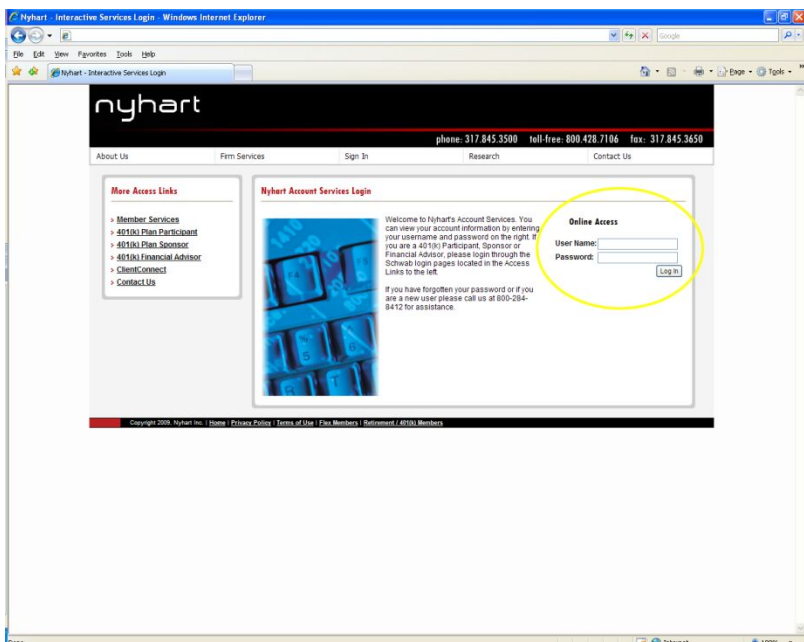 Nyhart - Interactive Services Login - Windows Internet Explorer
Google
File Edit View Favorites Tools Help
Nyhart - Interactive Services Login
Page Tools
nyhart
phone: 317.845.3500 toll-free: 800.428.7106 fax: 317.845.3650
About Us Firm Services Sign In Research Contact Us
More Access Links
> Member Services
> 401(k) Plan Participant
> 401(k) Plan Sponsor
> 401(k) Financial Advisor
> ClientConnect
> Contact Us
Nyhart Account Services Login
Welcome to Nyhart's Account Services. You
can view your account information by entering
your username and password on the right. If
you are a 401(k) Participant, Sponsor or
Financial Advisor, please login through the
Schwab login pages located in the Access
Links to the left.
If you have forgotten your password or if you
are a new user please call us at 800-284-
8412 for assistance.
Online Access
User Name:
Password:
Log In
Copyright 2009, Nyhart Inc. | Home | Privacy Policy | Terms of Use | Flex Members | Retirement / 401(k) Members